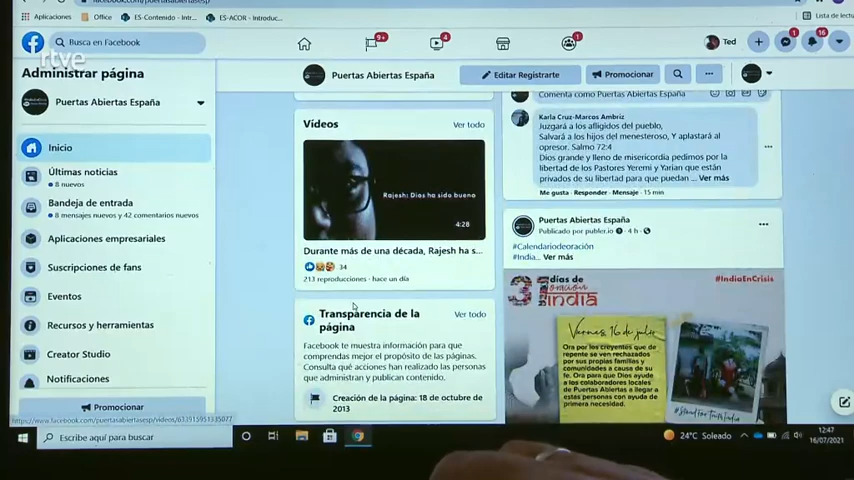 facebook.com/puertasabiertasesp
Aplicaciones
Office
ES-Contenido - Intr...
ES-ACOR - Introduc...
Lista de lectu
Busca en Facebook
9+
4
1
Ted
1
16
rtve
Administrar página
Puertas Abiertas España
Inicio
Últimas noticias
8 nuevos
Bandeja de entrada
8 mensajes nuevos y 42 comentarios nuevos
Aplicaciones empresariales
Suscripciones de fans
Eventos
Recursos y herramientas
Creator Studio
Notificaciones
Promocionar
https://www.facebook.com/puertasabiertasesp/videos/633915951335077
Puertas Abiertas España
Editar Registrarte
Promocionar
Vídeos
Ver todo
Rajesh: Dios ha sido bueno
4:28
Durante más de una década, Rajesh ha s...
34
213 reproducciones · hace un día
Transparencia de la
página
Ver todo
Facebook te muestra información para que
comprendas mejor el propósito de las páginas.
Consulta qué acciones han realizado las personas
que administran y publican contenido.
Creación de la página: 18 de octubre de
2013
Comenta como Puertas Abiertas España
Karla Cruz-Marcos Ambriz
Juzgará a los afligidos del pueblo,
Salvará a los hijos del menesteroso, Y aplastará al
opresor. Salmo 72:4
Dios grande y lleno de misericordia pedimos por la
libertad de los Pastores Yeremi y Yarian que están
privados de su libertad para que puedan ... Ver más
Me gusta · Responder · Mensaje · 15 min
Puertas Abiertas España
Publicado por publer.io · 4 h
#Calendariodeoración
#India... Ver más
31 días de
oración
india
#IndiaEnCrisis
Viernes 16 de julio
Ora por los creyentes que de
repente se ven rechazados
por sus propias familias y
comunidades a causa de su
fe. Ora para que Dios ayude
a los colaboradores locales
de Puertas Abiertas a llegar a
estas personas con ayuda de
primera necesidad.
#StandForTruthIndia
Escribe aquí para buscar
24°C Soleado
12:47
16/07/2021